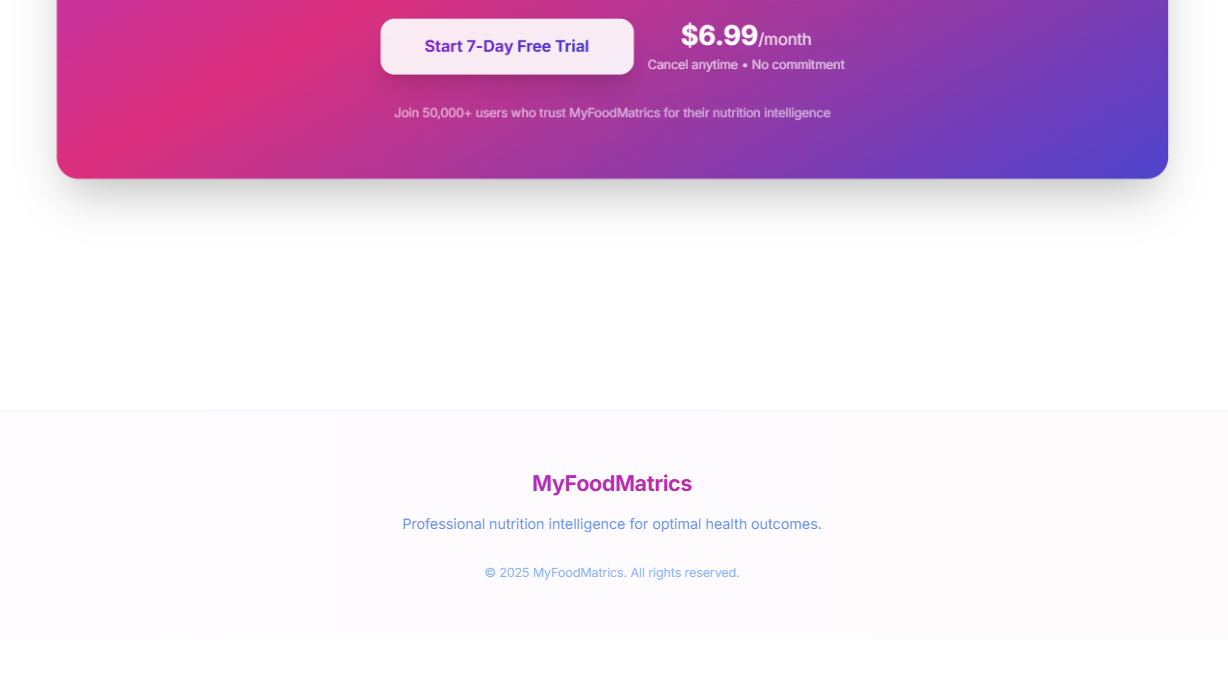 Start 7-Day Free Trial
$6.99/month
Cancel anytime • No commitment
Join 50,000+ users who trust MyFoodMatrics for their nutrition intelligence
MyFoodMatrics
Professional nutrition intelligence for optimal health outcomes.
© 2025 MyFoodMatrics. All rights reserved.